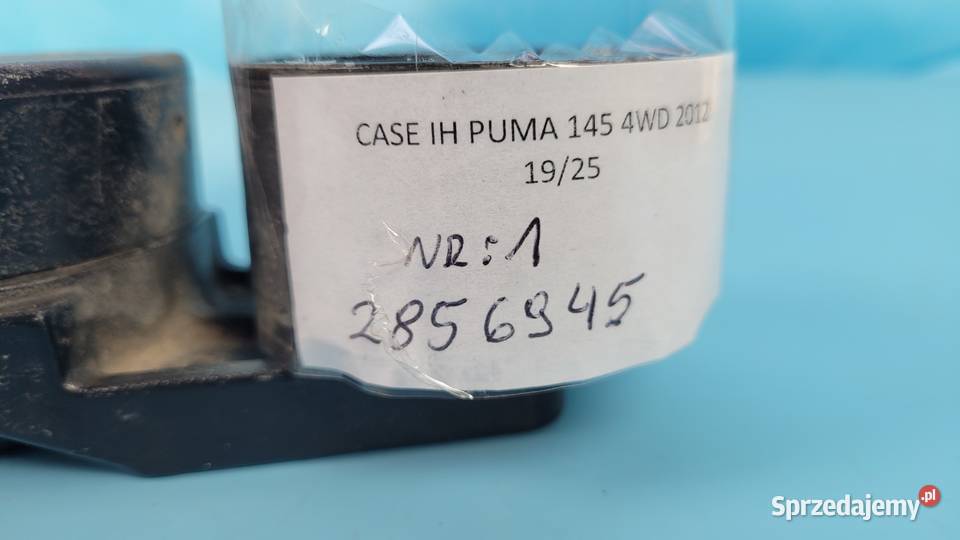 CASE IH PUMA 145 4WD 2012
19/25
NR:1
2856945
Sprzedajemy.pl